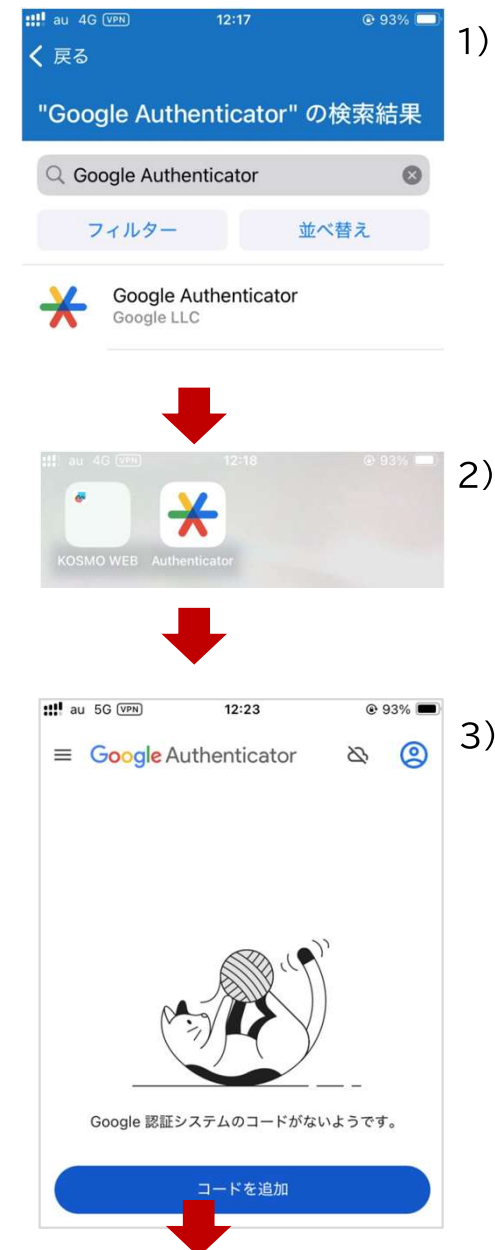 au 4G VPN 12:17 93%
1)
戻る
"Google Authenticator" の検索結果
Google Authenticator
フィルター 並べ替え
Google Authenticator
Google LLC
au 4G VPN 12:18 93%
2)
KOSMO WEB Authenticator
au 5G VPN 12:23 93%
3)
Google Authenticator
Google 認証システムのコードがないようです。
コードを追加